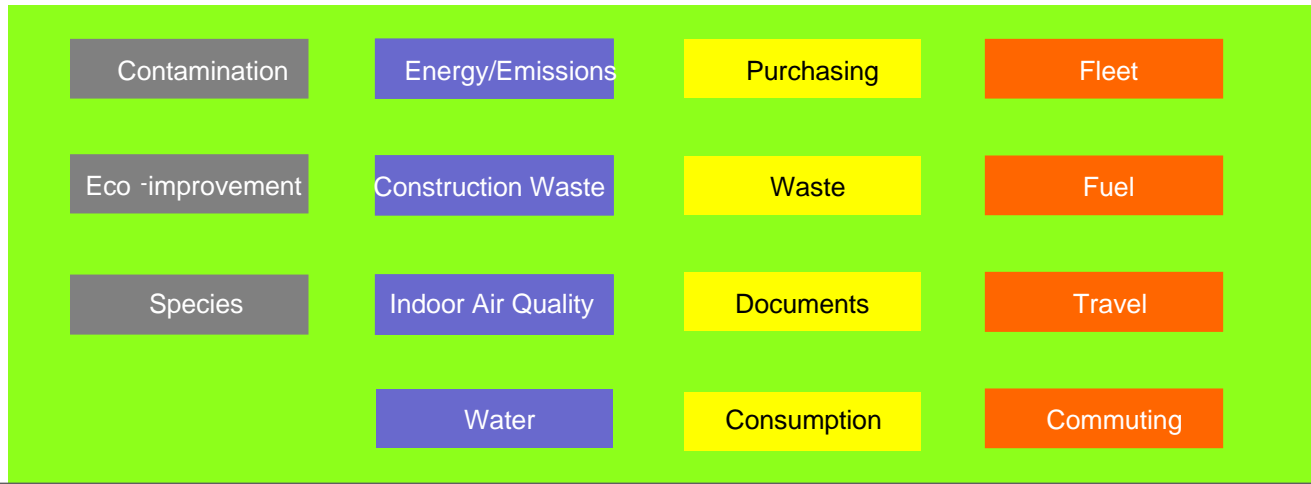 Contamination
Energy/Emissions
Purchasing
Fleet
Eco -improvement
Construction Waste
Waste
Fuel
Species
Indoor Air Quality
Documents
Travel
Water
Consumption
Commuting